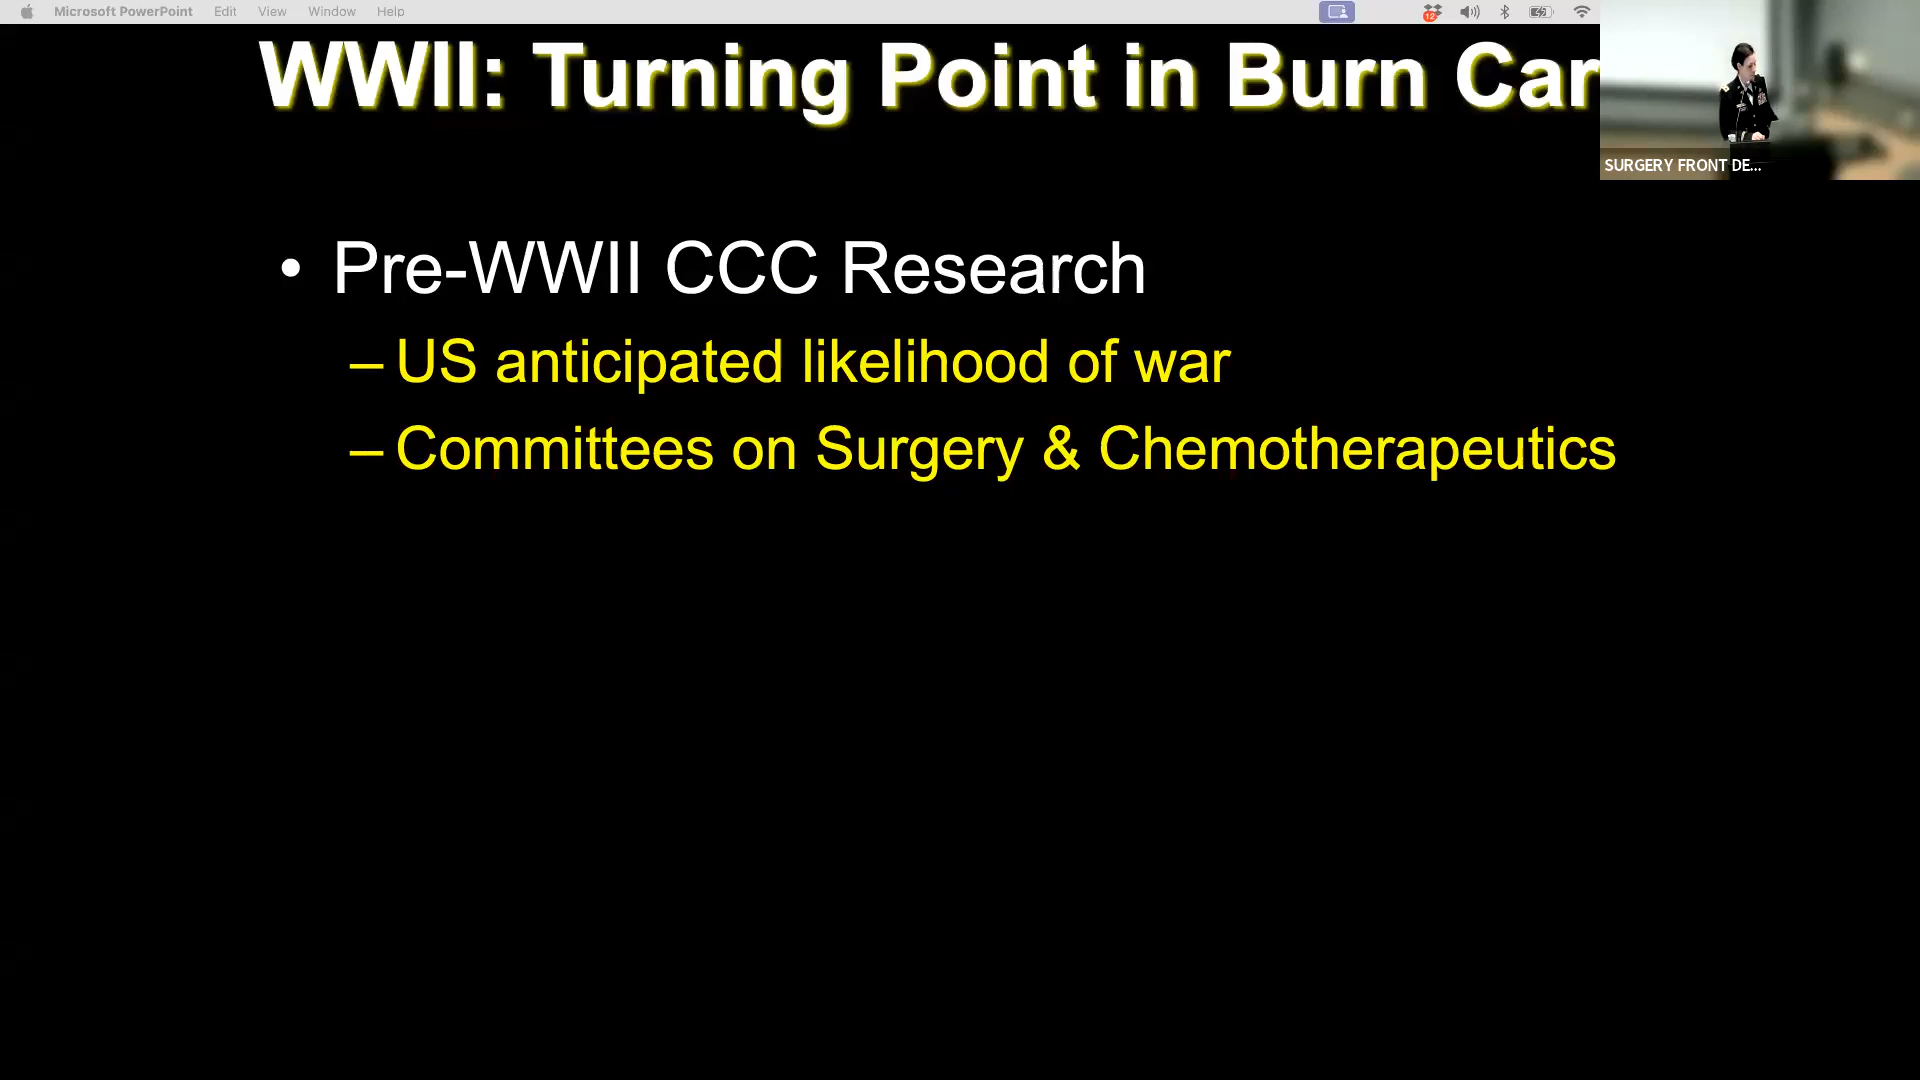 Microsoft PowerPoint Edit View Window Help
12
WWII: Turning Point in Burn Car
SURGERY FRONT DE...
• Pre-WWII CCC Research
– US anticipated likelihood of war
– Committees on Surgery & Chemotherapeutics